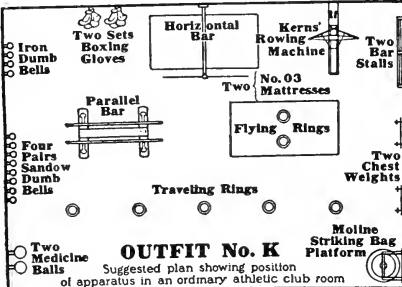 Two Sets
Boxing
Gloves
Horizontal
Bar
Kerns'
Rowing
Machine
Iron
Dumb
Bells
Two
Bar
Stalls
Two
No. 03
Mattresses
Parallel
Bar
Flying Rings
Four
Pairs
Sandow
Dumb
Bells
Two
Chest
Weights
Traveling Rings
Two
Medicine
Balls
Moline
Striking Bag
Platform
OUTFIT No. K
Suggested plan showing position
of apparatus in an ordinary athletic club room